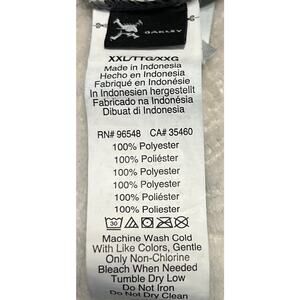 OAKLEY
XXL/TTG/XXG
Made in Indonesia
Hecho en Indonesia
Fabriqué en Indonésie
In Indonesien hergestellt
Fabricado na Indonésia
Dibuat di Indonesia
RN# 96548 CA# 35460
100% Polyester
100% Poliéster
100% Polyester
100% Polyester
100% Poliéster
100% Poliester
30
Machine Wash Cold
With Like Colors, Gentle
Only Non-Chlorine
Bleach When Needed
Tumble Dry Low
Do Not Iron
Do Not Dry Clean